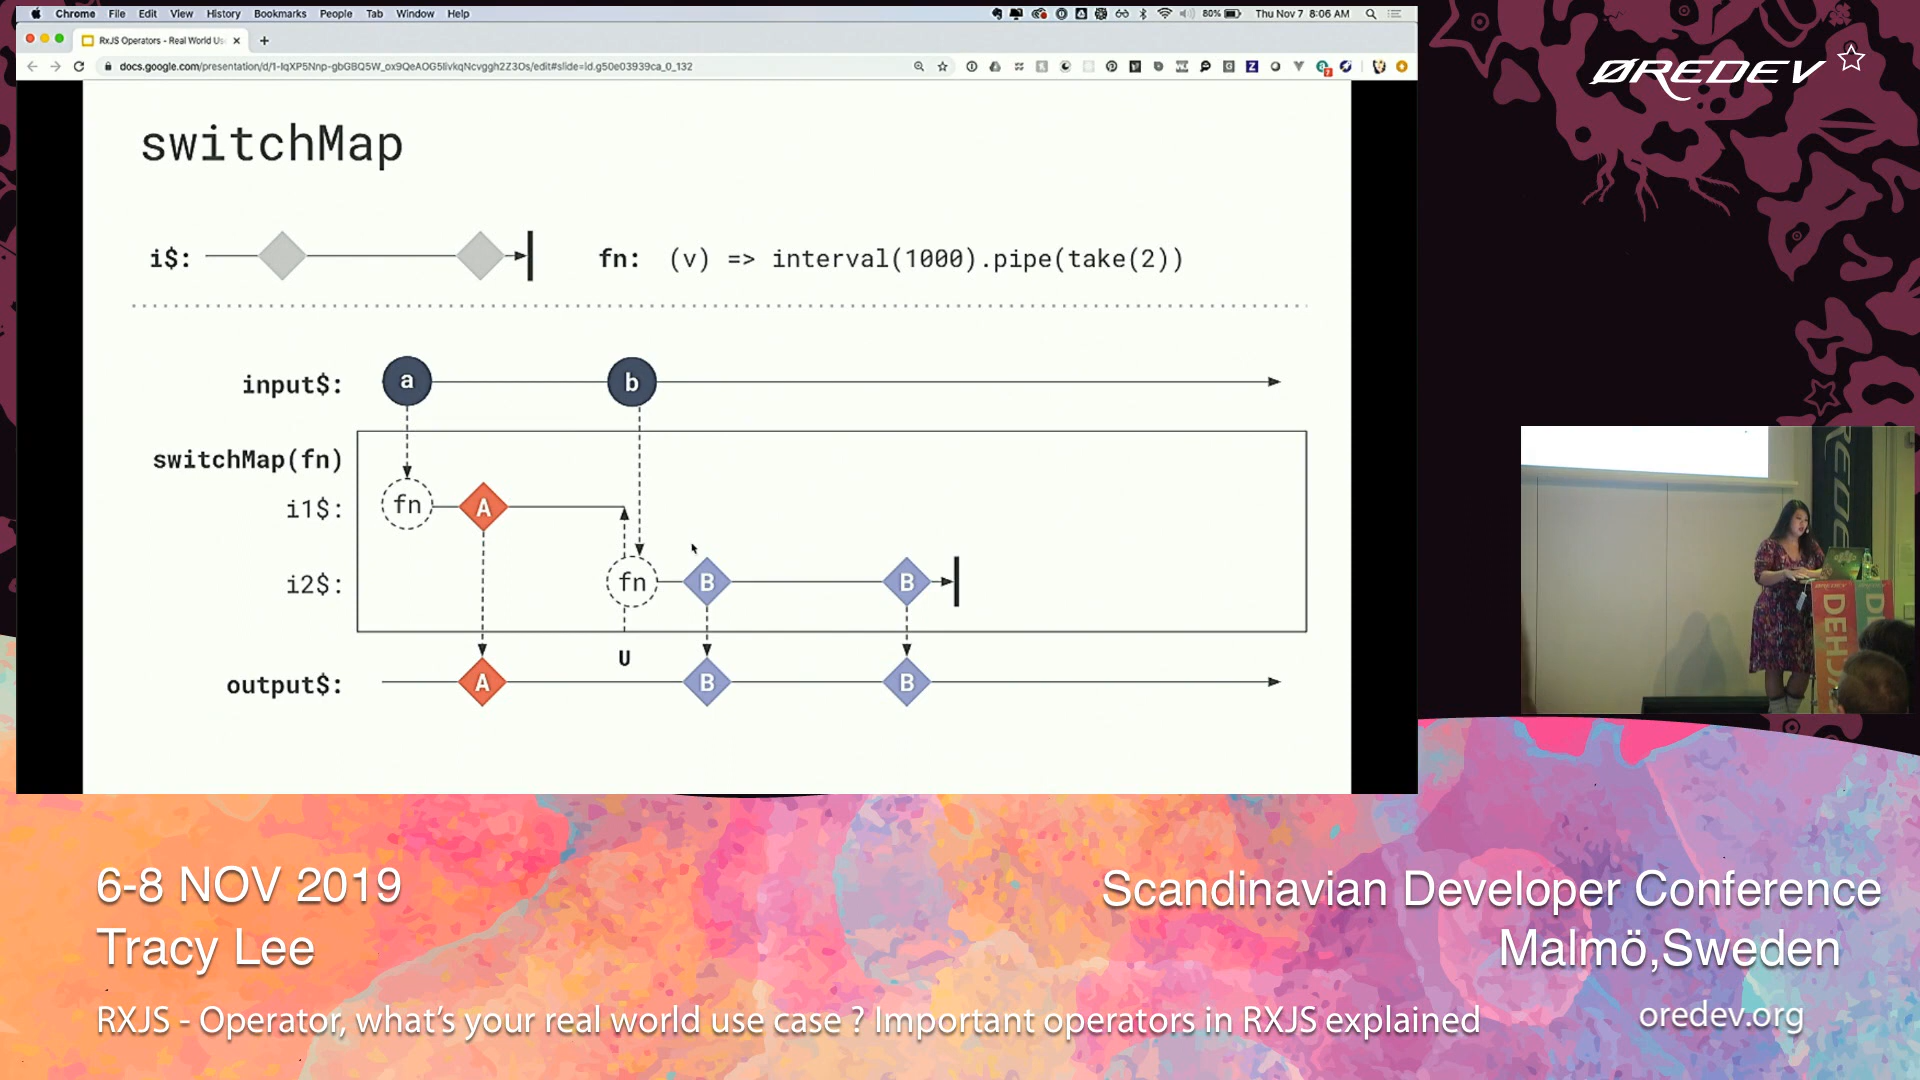 Chrome File Edit View History Bookmarks People Tab Window Help
80% Thu Nov 7 8:06 AM
RxJS Operators - Real World Us
docs.google.com/presentation/d/1-IqXP5Nnp-gbGBQ5W_ox9QeAOG5IivkqNcvggh2Z3Os/edit#slide=id.g50e03939ca_0_132
ØREDEV
switchMap
i$:
fn: (v) => interval(1000).pipe(take(2))
input$: a b
switchMap(fn)
i1$: fn A
i2$: fn B B
U
output$: A B B
6-8 NOV 2019
Tracy Lee
RXJS - Operator, what's your real world use case ? Important operators in RXJS explained
Scandinavian Developer Conference
Malmö,Sweden
oredev.org